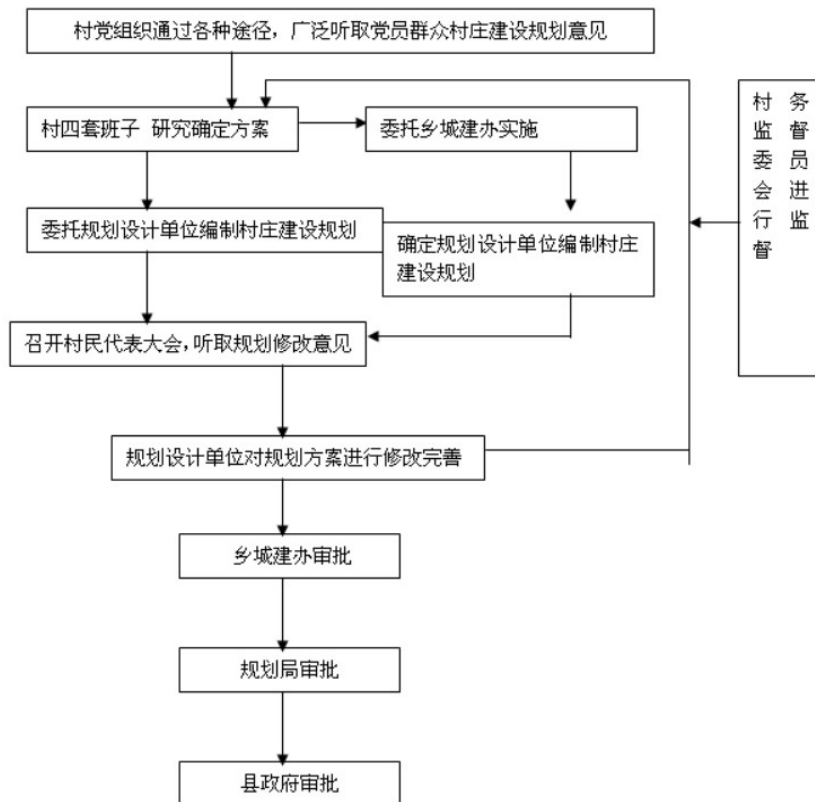 村党组织通过各种途径，广泛听取党员群众村庄建设规划意见
村四套班子 研究确定方案
委托乡城建办实施
村务
监督
委员
会进
行监
督
委托规划设计单位编制村庄建设规划
确定规划设计单位编制村庄
建设规划
召开村民代表大会，听取规划修改意见
规划设计单位对规划方案进行修改完善
乡城建办审批
规划局审批
县政府审批